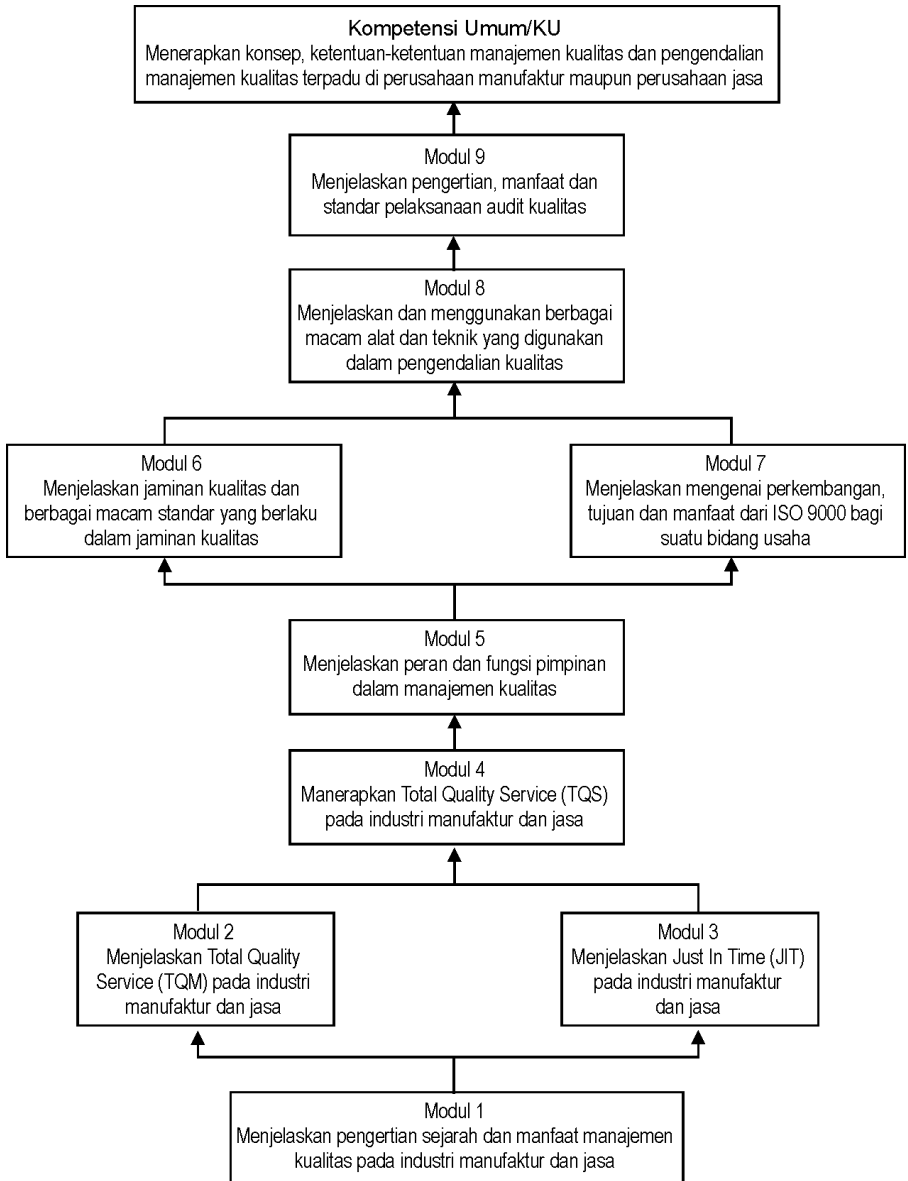 Kompetensi Umum/KU
Menerapkan konsep, ketentuan-ketentuan manajemen kualitas dan pengendalian
manajemen kualitas terpadu di perusahaan manufaktur maupun perusahaan jasa
Modul 9
Menjelaskan pengertian, manfaat dan
standar pelaksanaan audit kualitas
Modul 8
Menjelaskan dan menggunakan berbagai
macam alat dan teknik yang digunakan
dalam pengendalian kualitas
Modul 6
Menjelaskan jaminan kualitas dan
berbagai macam standar yang berlaku
dalam jaminan kualitas
Modul 7
Menjelaskan mengenai perkembangan,
tujuan dan manfaat dari ISO 9000 bagi
suatu bidang usaha
Modul 5
Menjelaskan peran dan fungsi pimpinan
dalam manajemen kualitas
Modul 4
Manerapkan Total Quality Service (TQS)
pada industri manufaktur dan jasa
Modul 2
Menjelaskan Total Quality
Service (TQM) pada industri
manufaktur dan jasa
Modul 3
Menjelaskan Just In Time (JIT)
pada industri manufaktur
dan jasa
Modul 1
Menjelaskan pengertian sejarah dan manfaat manajemen
kualitas pada industri manufaktur dan jasa